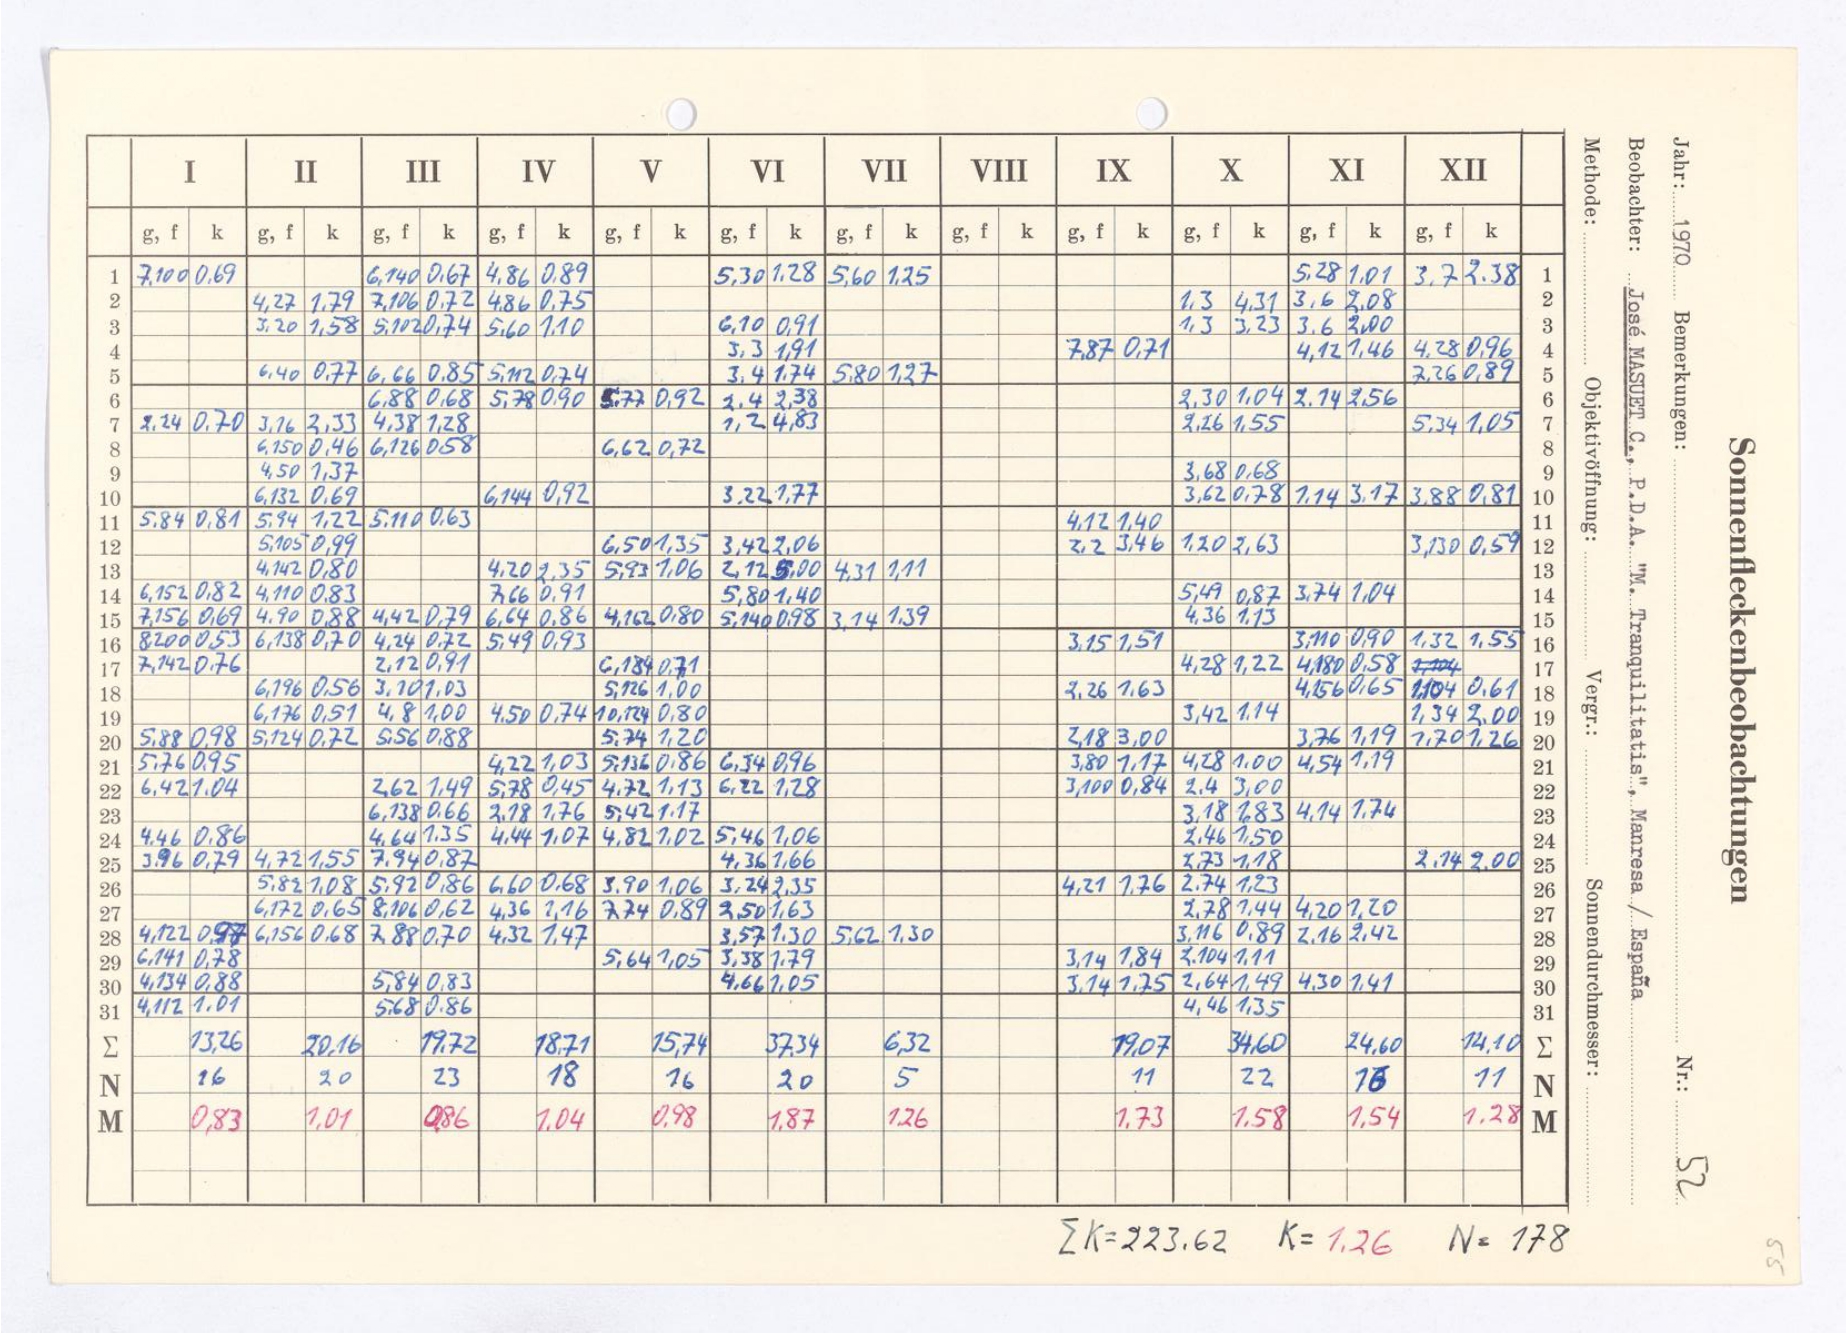 Sonnenfleckenbeobachtungen
Jahr: 1970 Bemerkungen: Nr.: 52
Beobachter: José MASUET C., P.D.A. "M. Tranquilitatis", Manresa / España
Methode: Objektivöffnung: Vergr.: Sonnendurchmesser:
I II III IV V VI VII VIII IX X XI XII
g, f k g, f k g, f k g, f k g, f k g, f k g, f k g, f k g, f k g, f k g, f k g, f k
1 7,100 0,69 6,140 0,67 4,86 0,89 5,30 1.28 5,60 1,25 5,28 1,01 3,7 2.38 1
2 4,27 1,79 7,106 0,72 4,86 0,75 1,3 4,31 3,6 2,08 2
3 3,20 1,58 5,102 0,74 5,60 1,10 6,10 0,91 1,3 3,23 3.6 2,00 3
4 3,3 1,91 7,87 0,71 4,12 1,46 4,28 0,96 4
5 6,40 0,77 6,66 0,85 5,112 0,74 3,4 1.74 5,80 1,27 7,26 0,89 5
6 6,88 0,68 5,78 0,90 5.77 0,92 2.4 2,38 2,30 1,04 2.14 2,56 6
7 2,24 0,70 3,16 2,33 4,38 1,28 1,2 4,83 2,26 1,55 5,34 1,05 7
8 6,150 0,46 6,126 0,58 6,62 0,72 8
9 4,50 1,37 3,68 0,68 9
10 6,132 0,69 6,144 0,92 3,22 1,77 3,62 0,78 1,14 3,17 3,88 0,81 10
11 5,84 0,81 5,94 1,22 5,110 0,63 4,12 1,40 11
12 5,105 0,99 6,50 1,35 3,42 2,06 2,2 3,46 1,20 2,63 3,130 0,59 12
13 4,142 0,80 4,20 2,35 5,93 1,06 2,12 5,00 4,31 1,11 13
14 6,152 0,82 4,110 0,83 7,66 0,91 5,80 1,40 5,49 0,87 3,74 1,04 14
15 7,156 0,69 4,90 0,88 4,42 0,79 6,64 0,86 4,162 0,80 5,140 0,98 3,14 1,39 4,36 1,13 15
16 8200 0,53 6,138 0,70 4,24 0,72 5,49 0,93 3,15 1,51 3,110 0,90 1,32 1,55 16
17 7,142 0,76 2,12 0,91 6,184 0,71 4,28 1,22 4,180 0,58 1,104 17
18 6,196 0,56 3,10 1,03 5,126 1,00 2,26 1,63 4,156 0,65 1,104 0,61 18
19 6,176 0,51 4,8 1,00 4,50 0,74 10,124 0,80 3,42 1,14 1,34 2,00 19
20 5,88 0,98 5,124 0,72 5,56 0,88 5,74 1,20 2,18 3,00 3,76 1,19 1,70 1,26 20
21 5,76 0,95 4,22 1,03 5,136 0,86 6,34 0,96 3,80 1,17 4,28 1,00 4,54 1,19 21
22 6,42 1,04 2,62 1,49 5,78 0,45 4,72 1,13 6,22 1,28 3,100 0,84 2,4 3,00 22
23 6,138 0,66 2,18 1,76 5,42 1,17 3,18 1,83 4,14 1,74 23
24 4,46 0,86 4,64 1,35 4,44 1,07 4,82 1,02 5,46 1,06 2,46 1,50 24
25 3,96 0,79 4,72 1,55 7,94 0,87 4,36 1,66 2,73 1,18 2,14 2,00 25
26 5,82 1,08 5,92 0,86 6,60 0,68 3,90 1,06 3,24 2,35 4,21 1,76 2,74 1,23 26
27 6,172 0,65 8,106 0,62 4,36 1,16 7,74 0,89 2,50 1,63 2,78 1,44 4,20 1,20 27
28 4,122 0,97 6,156 0,68 7,88 0,70 4,32 1,47 3,57 1.30 5,62 1,30 3,116 0,89 2,16 2,42 28
29 6,141 0,78 5,64 1,05 3,38 1,79 3,14 1,84 2,104 1,11 29
30 4,134 0,88 5,84 0,83 4,66 1,05 3,14 1,75 2,64 1,49 4,30 1,41 30
31 4,112 1.01 5,68 0.86 4,46 1,35 31
Σ 13,26 20,16 19,72 18,71 15,74 37,34 6,32 19,07 34,60 24,60 14,10 Σ
N 16 20 23 18 16 20 5 11 22 16 11 N
M 0,83 1,01 0,86 1.04 0,98 1,87 1,26 1,73 1.58 1,54 1.28 M
ΣK=223.62 K=1.26 N= 178
55